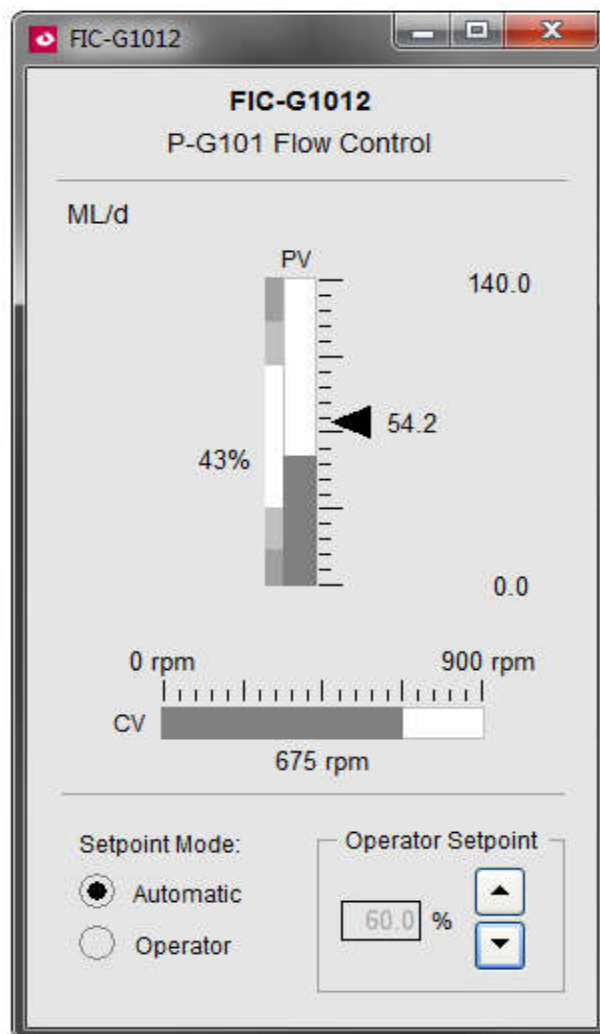 FIC-G1012
FIC-G1012
P-G101 Flow Control
ML/d
PV
140.0
54.2
43%
0.0
0 rpm 900 rpm
CV
675 rpm
Setpoint Mode:
Automatic
Operator
Operator Setpoint
60.0 %